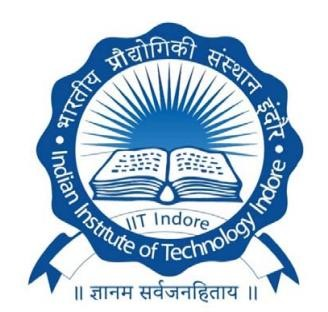 भारतीय प्रौद्योगिकी संस्थान इंदौर
Indian Institute of Technology Indore
IIT Indore
॥ ज्ञानम सर्वजनहिताय ॥